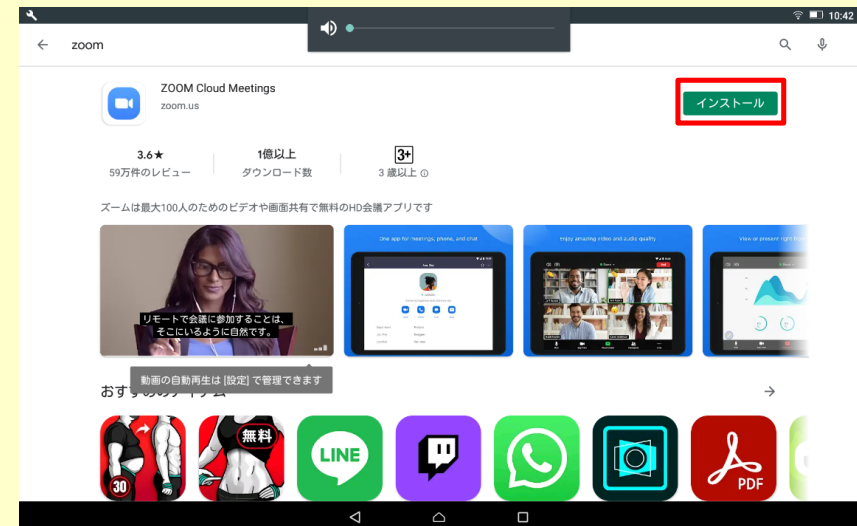 10:42
zoom
ZOOM Cloud Meetings
zoom.us
インストール
3.6★
59万件のレビュー
1億以上
ダウンロード数
3+
3 歳以上
ズームは最大100人のためのビデオや画面共有で無料のHD会議アプリです
リモートで会議に参加することは、
そこにいるように自然です。
One app for meetings, phone, and chat
Enjoy amazing video and audio quality
View or present right from
動画の自動再生は [設定] で管理できます
おすすめのアイテム
30
無料
LINE
PDF